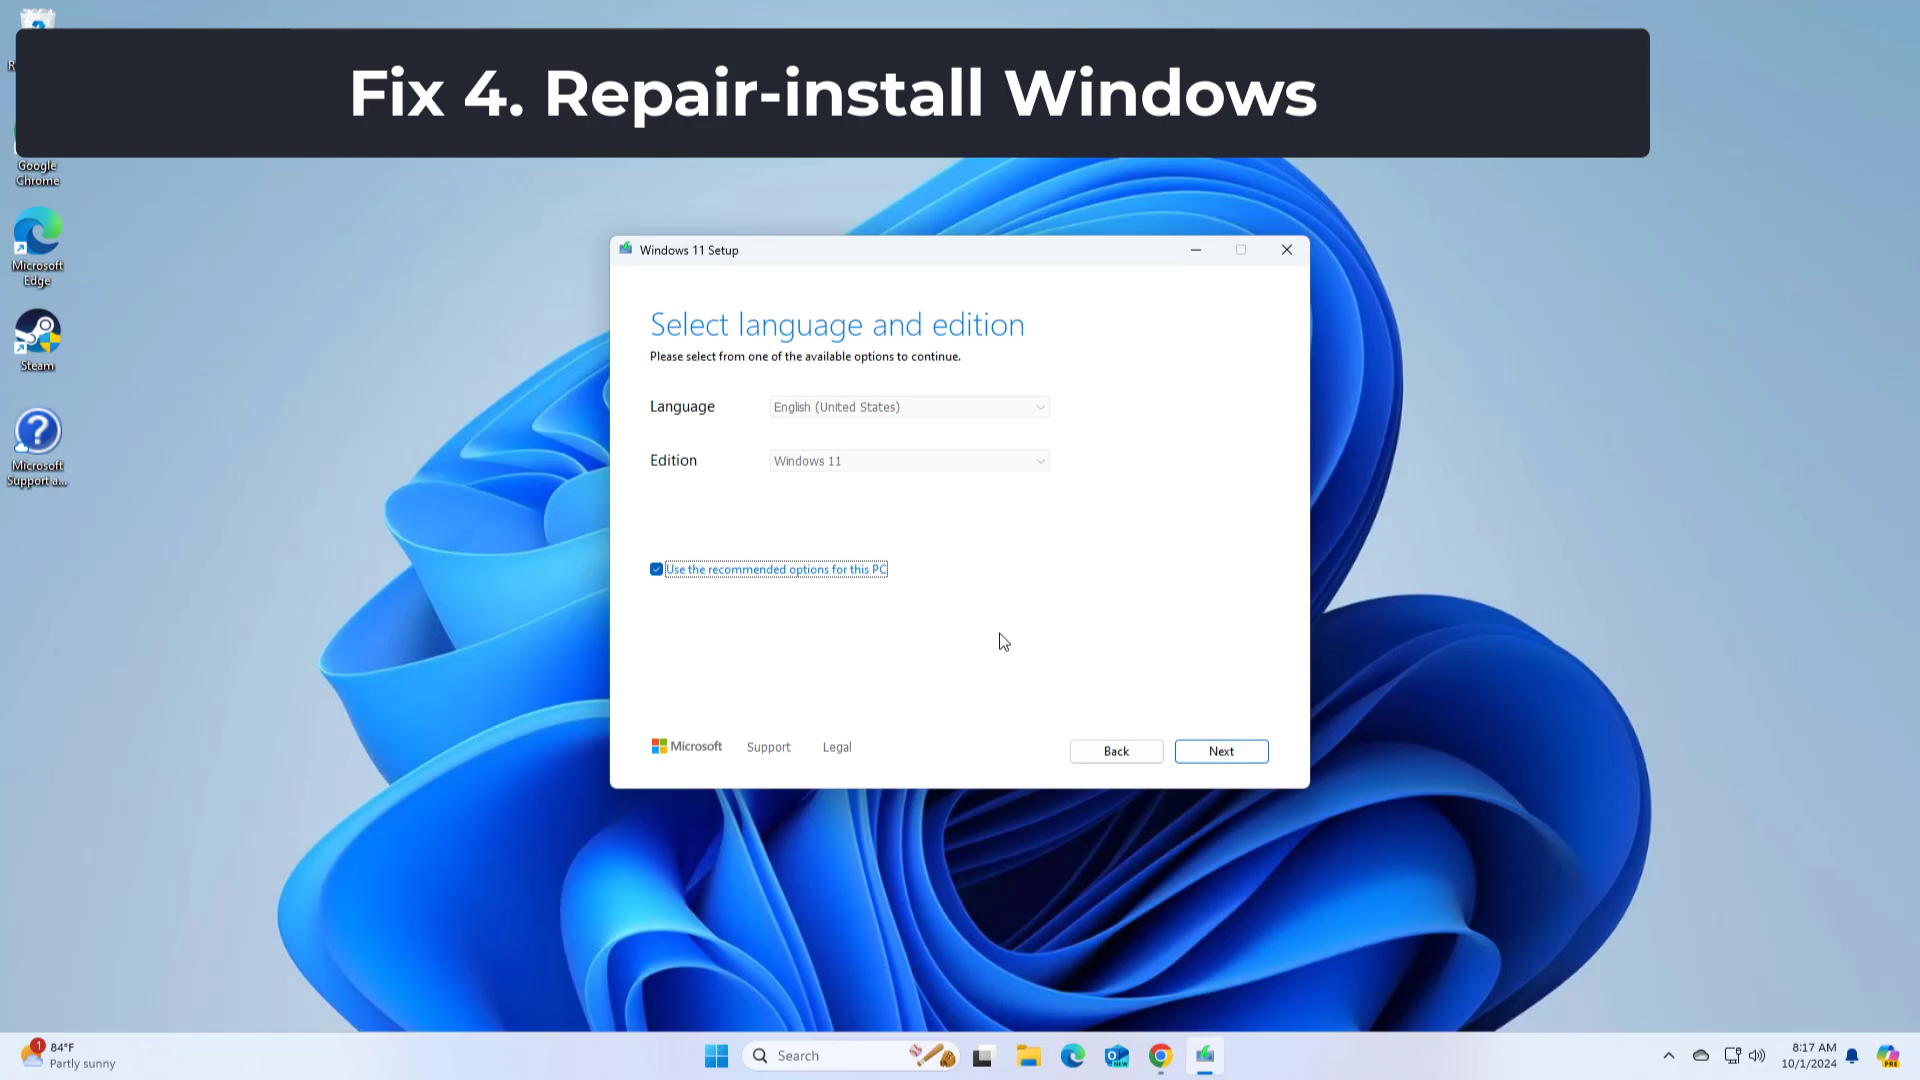 Fix 4. Repair-install Windows
Google
Chrome
Microsoft
Edge
Steam
Microsoft
Support a...
Windows 11 Setup
Select language and edition
Please select from one of the available options to continue.
Language
English (United States)
Edition
Windows 11
Use the recommended options for this PC
Microsoft
Support
Legal
Back
Next
1
84°F
Partly sunny
Search
NEW
8:17 AM
10/1/2024
PRE